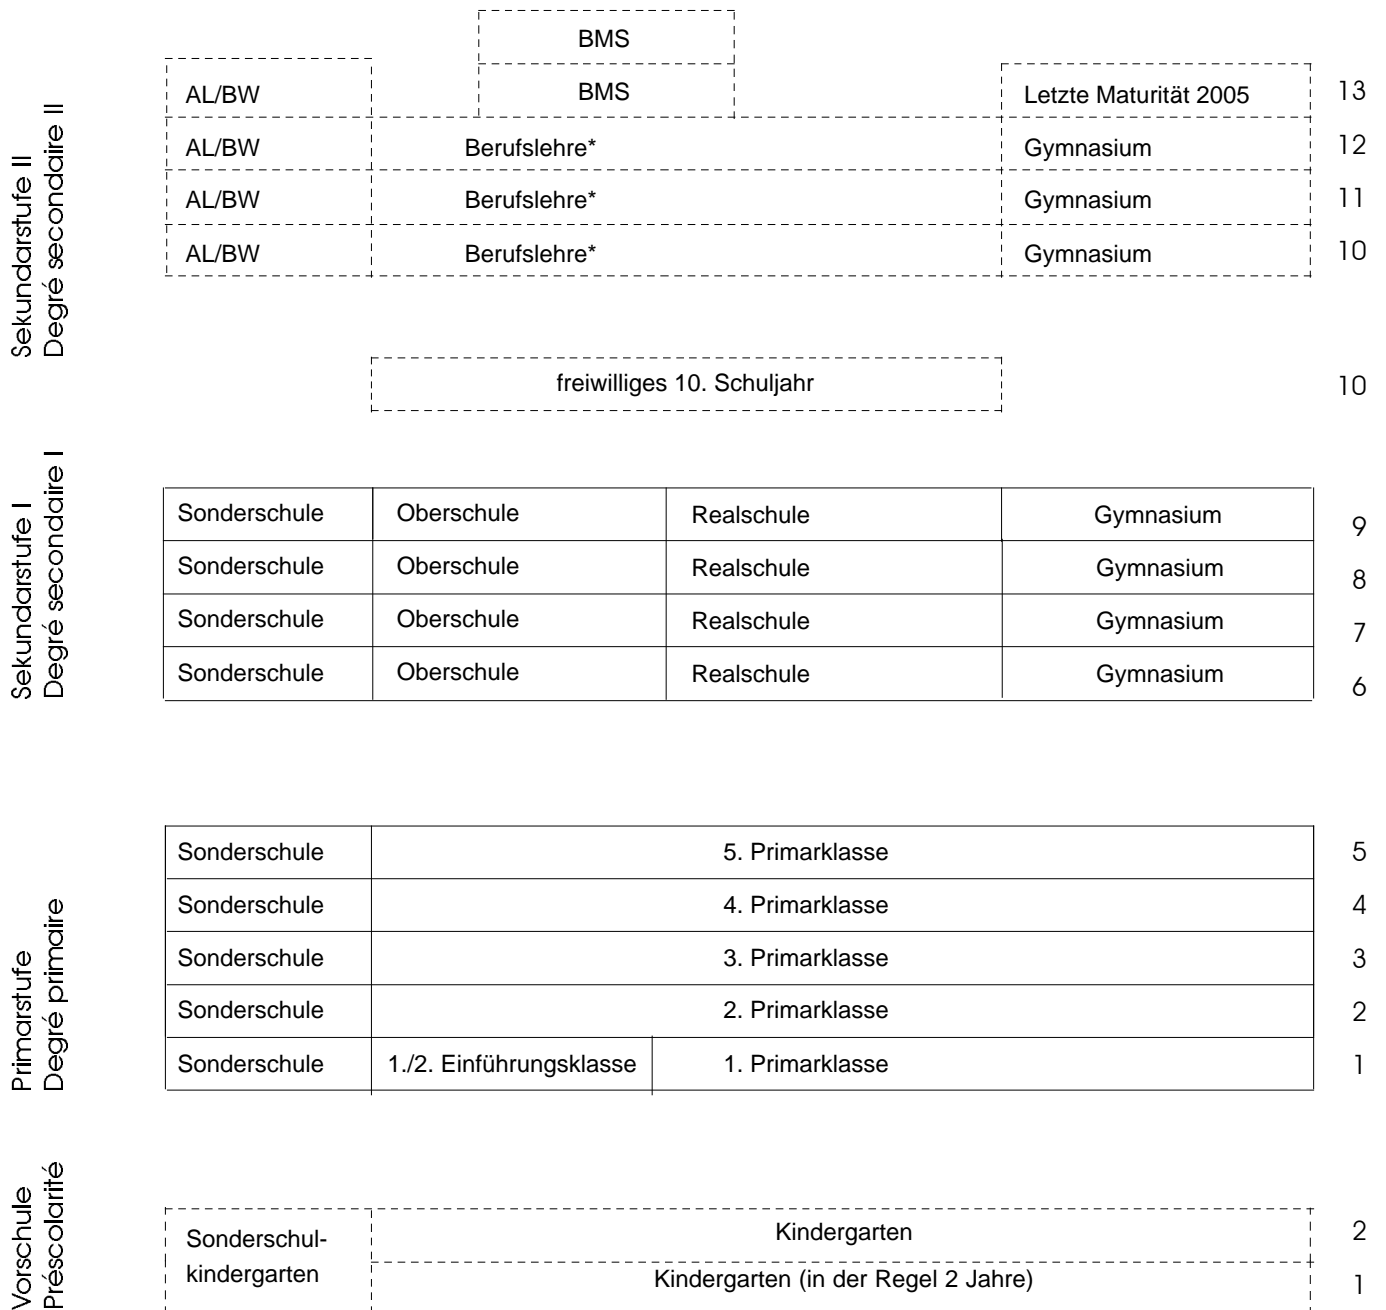 BMS
AL/BW BMS Letzte Maturität 2005 13
AL/BW Berufslehre* Gymnasium 12
AL/BW Berufslehre* Gymnasium 11
AL/BW Berufslehre* Gymnasium 10
Sekundarstufe II
Degré secondaire II
freiwilliges 10. Schuljahr 10
Sonderschule Oberschule Realschule Gymnasium 9
Sonderschule Oberschule Realschule Gymnasium 8
Sonderschule Oberschule Realschule Gymnasium 7
Sonderschule Oberschule Realschule Gymnasium 6
Sekundarstufe I
Degré secondaire I
Sonderschule 5. Primarklasse 5
Sonderschule 4. Primarklasse 4
Sonderschule 3. Primarklasse 3
Sonderschule 2. Primarklasse 2
Sonderschule 1./2. Einführungsklasse 1. Primarklasse 1
Primarstufe
Degré primaire
Sonderschul-
kindergarten
Kindergarten 2
Kindergarten (in der Regel 2 Jahre) 1
Vorschule
Préscolarité